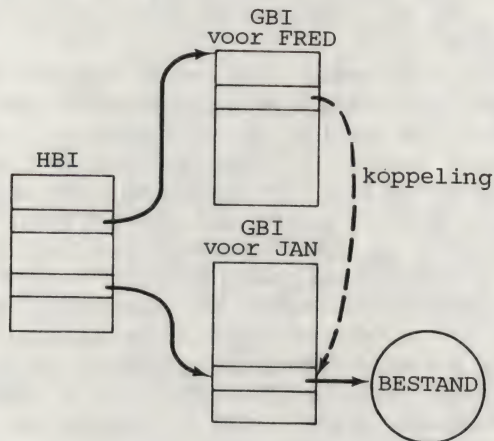 GBI
voor FRED
HBI
koppeling
GBI
voor JAN
BESTAND